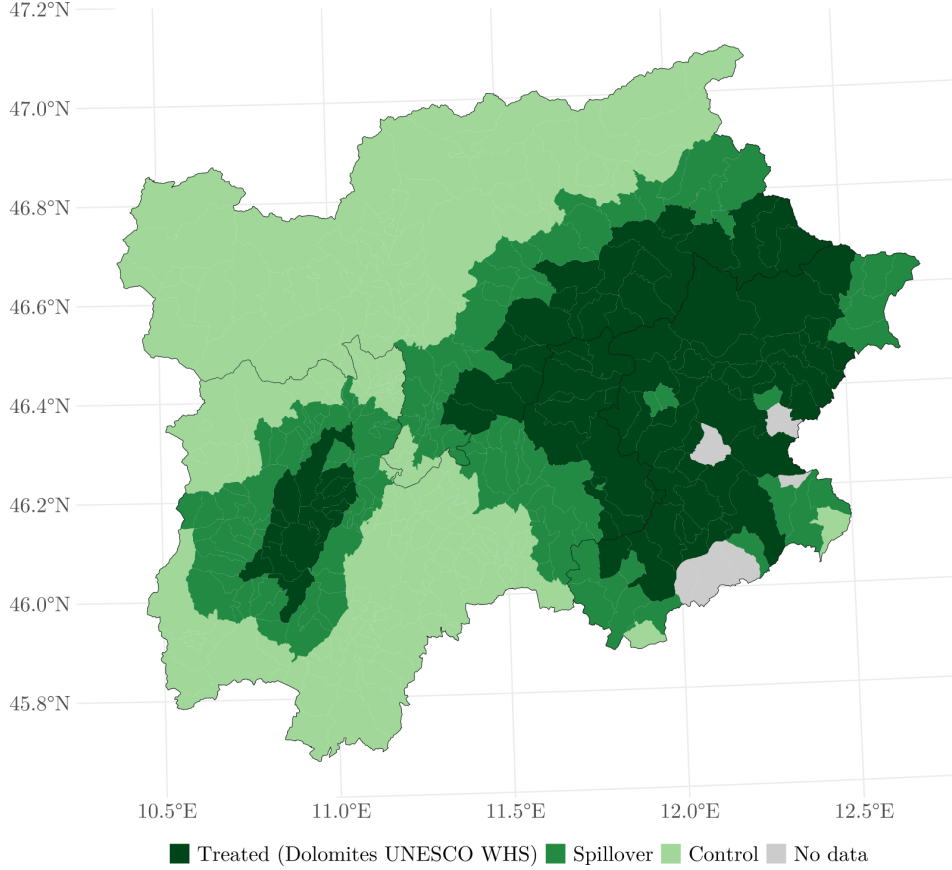 47.2°N
47.0°N
46.8°N
46.6°N
46.4°N
46.2°N
46.0°N
45.8°N
10.5°E 11.0°E 11.5°E 12.0°E 12.5°E
Treated (Dolomites UNESCO WHS) Spillover Control No data